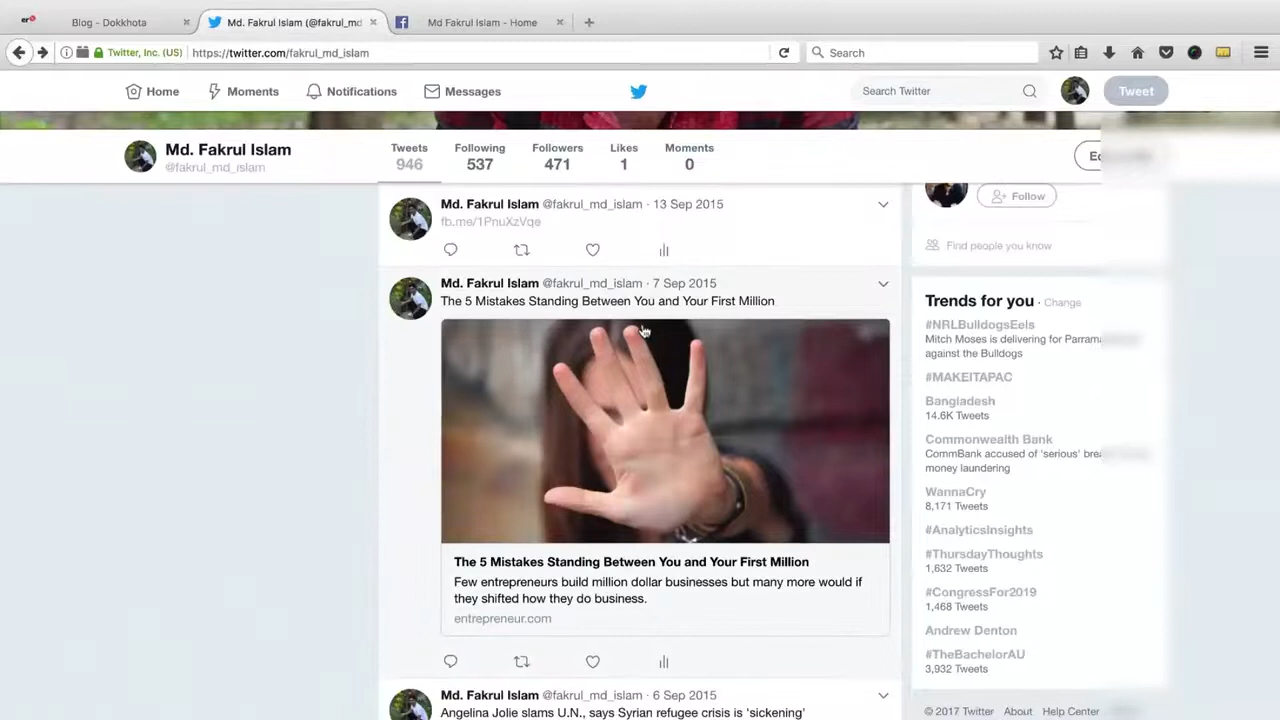 Blog - Dokkhota
Md. Fakrul Islam (@fakrul_md
Md Fakrul Islam - Home
Twitter, Inc. (US)
https://twitter.com/fakrul_md_islam
Search
Home
Moments
Notifications
Messages
Search Twitter
Tweet
Md. Fakrul Islam
@fakrul_md_islam
Tweets
946
Following
537
Followers
471
Likes
1
Moments
0
Md. Fakrul Islam @fakrul_md_islam · 13 Sep 2015
fb.me/1PnuXzVqe
Md. Fakrul Islam @fakrul_md_islam · 7 Sep 2015
The 5 Mistakes Standing Between You and Your First Million
The 5 Mistakes Standing Between You and Your First Million
Few entrepreneurs build million dollar businesses but many more would if
they shifted how they do business.
entrepreneur.com
Md. Fakrul Islam @fakrul_md_islam · 6 Sep 2015
Angelina Jolie slams U.N., says Syrian refugee crisis is 'sickening'
Follow
Find people you know
Trends for you · Change
#NRLBulldogsEels
Mitch Moses is delivering for
against the Bulldogs
#MAKEITAPAC
Bangladesh
14.6K Tweets
Commonwealth Bank
CommBank accused of 'serious'
money laundering
WannaCry
8,171 Tweets
#AnalyticsInsights
#ThursdayThoughts
1,632 Tweets
#CongressFor2019
1,468 Tweets
Andrew Denton
#TheBachelorAU
3,932 Tweets
© 2017 Twitter About Help Center